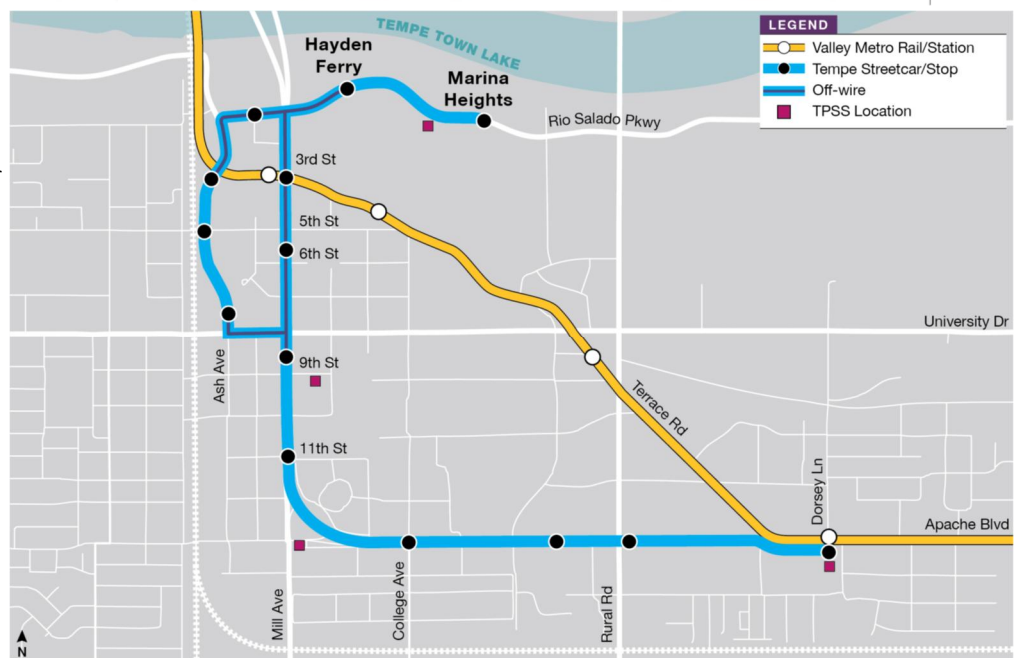 TEMPE TOWN LAKE
LEGEND
Valley Metro Rail/Station
Tempe Streetcar/Stop
Off-wire
TPSS Location
Hayden
Ferry
Marina
Heights
Rio Salado Pkwy
3rd St
5th St
6th St
University Dr
Ash Ave
9th St
Terrace Rd
11th St
Dorsey Ln
Apache Blvd
Mill Ave
College Ave
Rural Rd
N